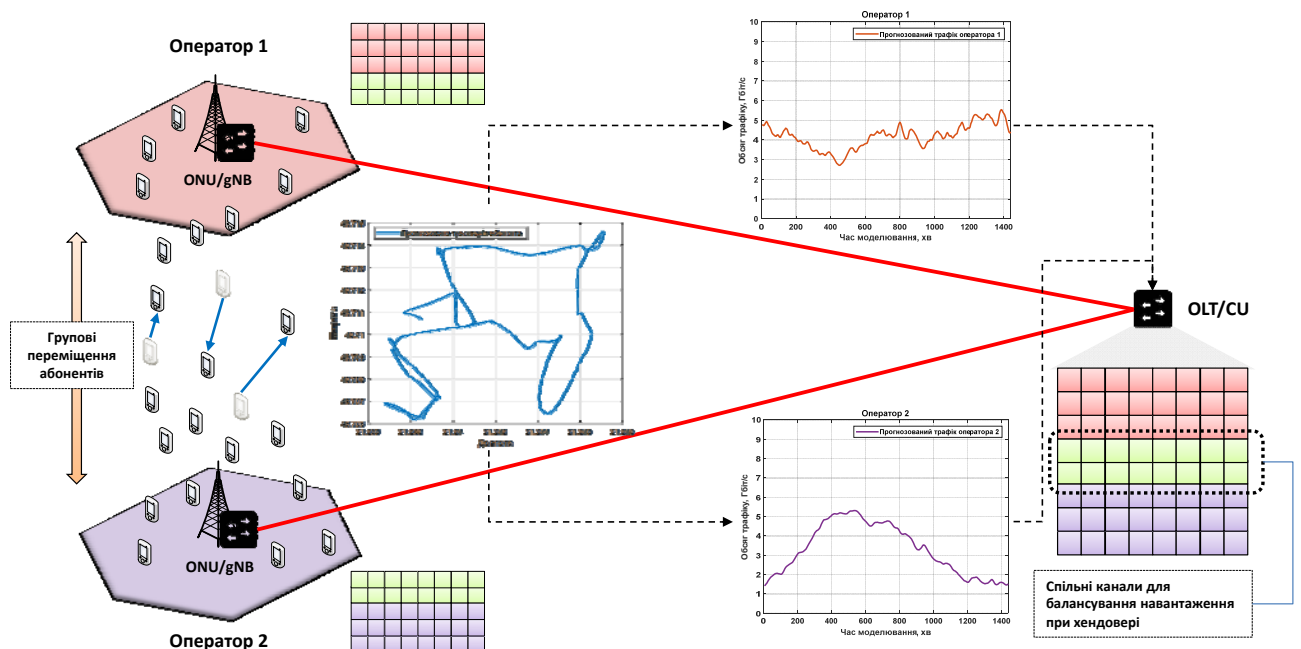 Оператор 1
ONU/gNB
Групові
переміщення
абонентів
ONU/gNB
Оператор 2
Широта
Довгота
Оператор 1
Прогнозований трафік оператора 1
Обсяг трафіку, Гбіт/с
10
9
8
7
6
5
4
3
2
1
0
0 200 400 600 800 1000 1200 1400
Час моделювання, хв
OLT/CU
Оператор 2
Прогнозований трафік оператора 2
Обсяг трафіку, Гбіт/с
10
9
8
7
6
5
4
3
2
1
0
0 200 400 600 800 1000 1200 1400
Час моделювання, хв
Спільні канали для
балансування навантаження
при хендовері